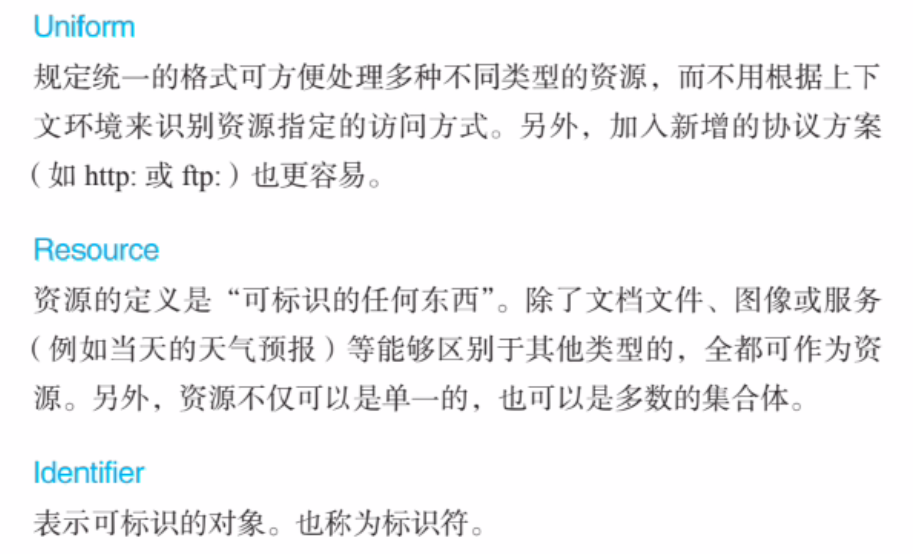 Uniform
规定统一的格式可方便处理多种不同类型的资源，而不用根据上下
文环境来识别资源指定的访问方式。另外，加入新增的协议方案
（如 http: 或 ftp:）也更容易。
Resource
资源的定义是“可标识的任何东西”。除了文档文件、图像或服务
（例如当天的天气预报）等能够区别于其他类型的，全都可作为资
源。另外，资源不仅可以是单一的，也可以是多数的集合体。
Identifier
表示可标识的对象。也称为标识符。